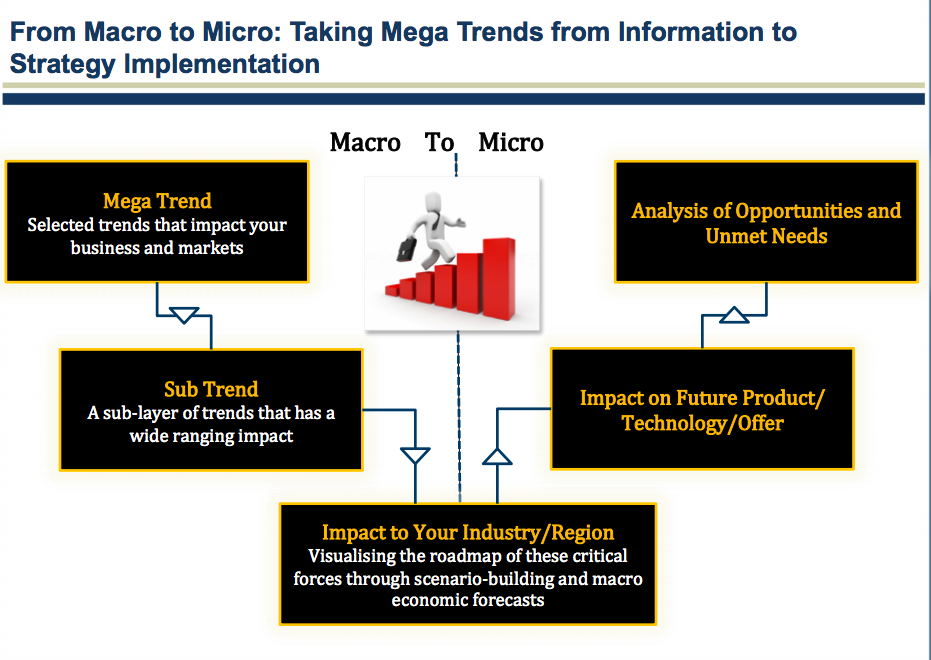 From Macro to Micro: Taking Mega Trends from Information to
Strategy Implementation
Macro To Micro
Mega Trend
Selected trends that impact your
business and markets
Analysis of Opportunities and
Unmet Needs
Sub Trend
A sub-layer of trends that has a
wide ranging impact
Impact on Future Product/
Technology/Offer
Impact to Your Industry/Region
Visualising the roadmap of these critical
forces through scenario-building and macro
economic forecasts